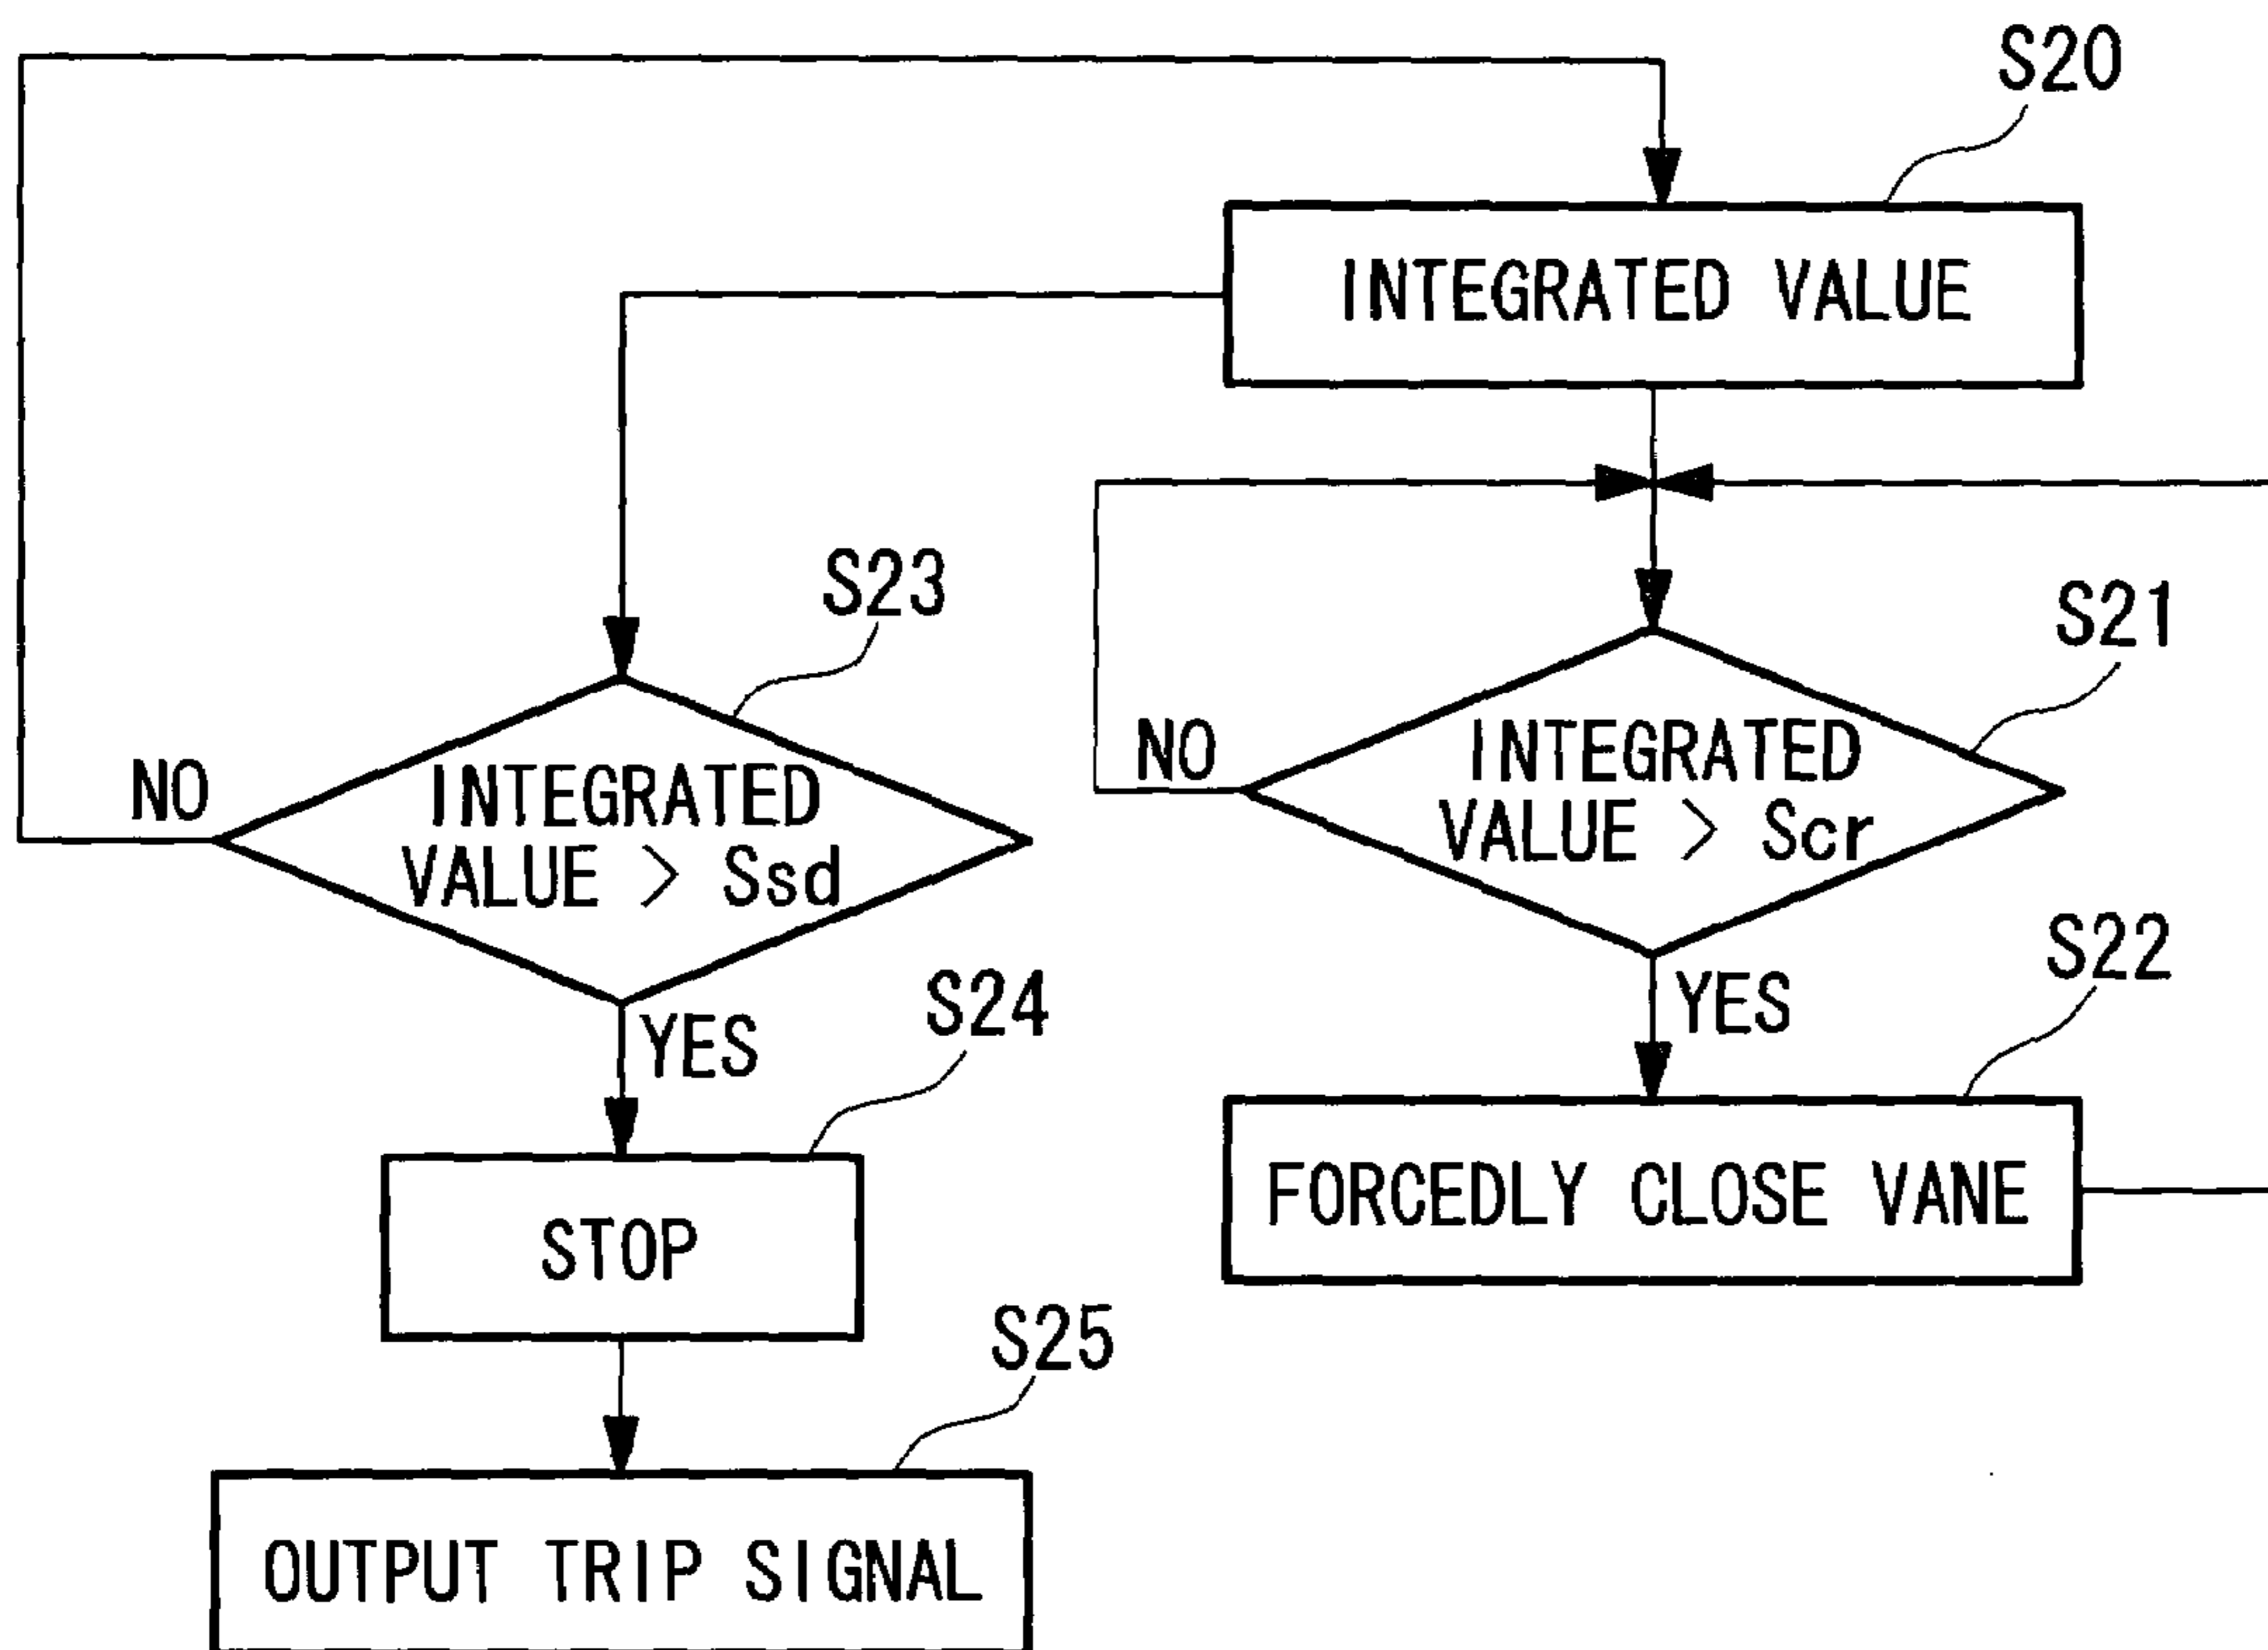 S20
INTEGRATED VALUE
S23
S21
NO
INTEGRATED
VALUE > Ssd
NO
INTEGRATED
VALUE > Scr
YES
S24
YES
S22
STOP
FORCEDLY CLOSE VANE
S25
OUTPUT TRIP SIGNAL